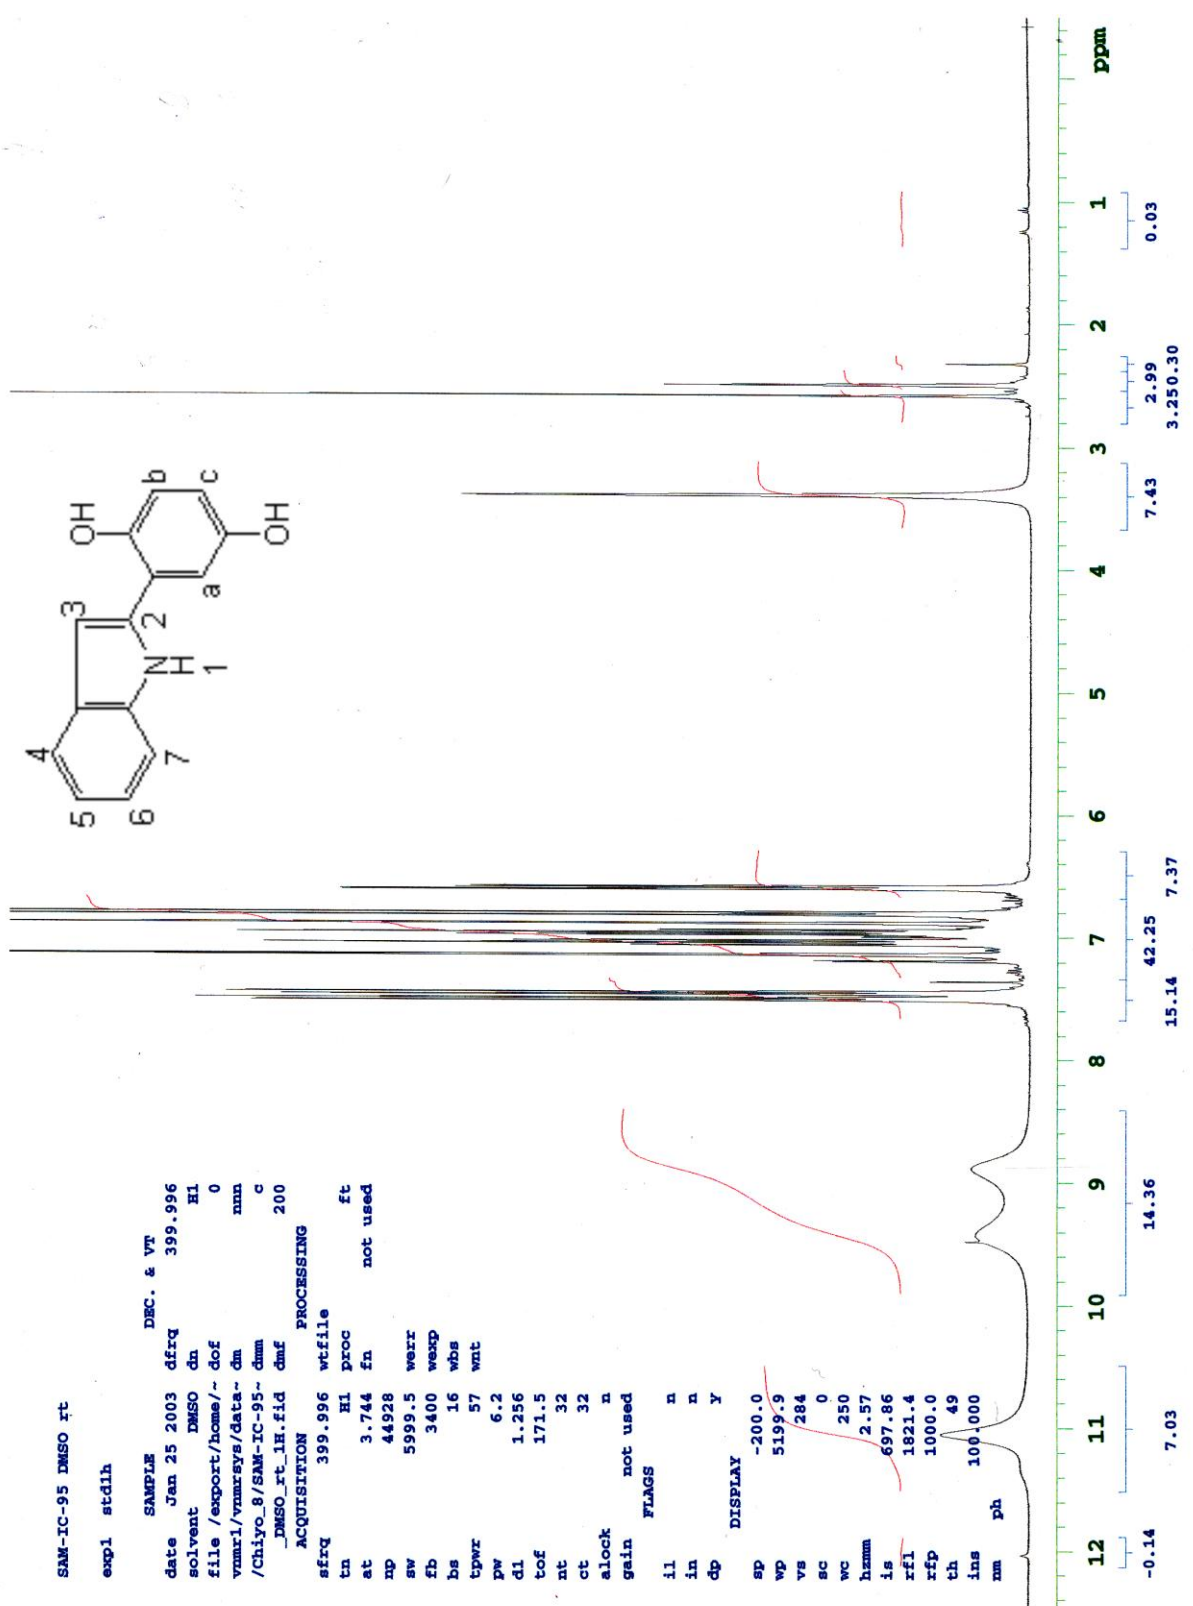 SAM-IC-95 DMSO rt
exp1 stdlh
SAMPLE DEC. & VT
date Jan 25 2003 dfrq 399.996
solvent DMSO dn H1
file /export/home/~ dof 0
vnmr1/vnmrsys/data~ dm nnn
/Chiyo_8/SAM-IC-95~ dmm c
_DMSO_rt_1H.fid dmf 200
ACQUISITION PROCESSING
sfrq 399.996 wtfile
tn H1 proc ft
at 3.744 fn not used
np 44928
sw 5999.5 werr
fb 3400 wexp
bs 16 wbs
tpwr 57 wnt
pw 6.2
d1 1.256
tof 171.5
nt 32
ct 32
alock n
gain not used
FLAGS
il n
in n
dp y
DISPLAY
sp -200.0
wp 5199.9
vs 284
sc 0
wc 250
hzmm 2.57
is 697.86
rfl 1821.4
rfp 1000.0
th 49
ins 100.000
nm ph
4
5
6
7
3
2
NH
1
OH
b
a
c
OH
12 11 10 9 8 7 6 5 4 3 2 1 ppm
-0.14 7.03 14.36 15.14 42.25 7.37 7.43 3.25 2.99 0.30 0.03